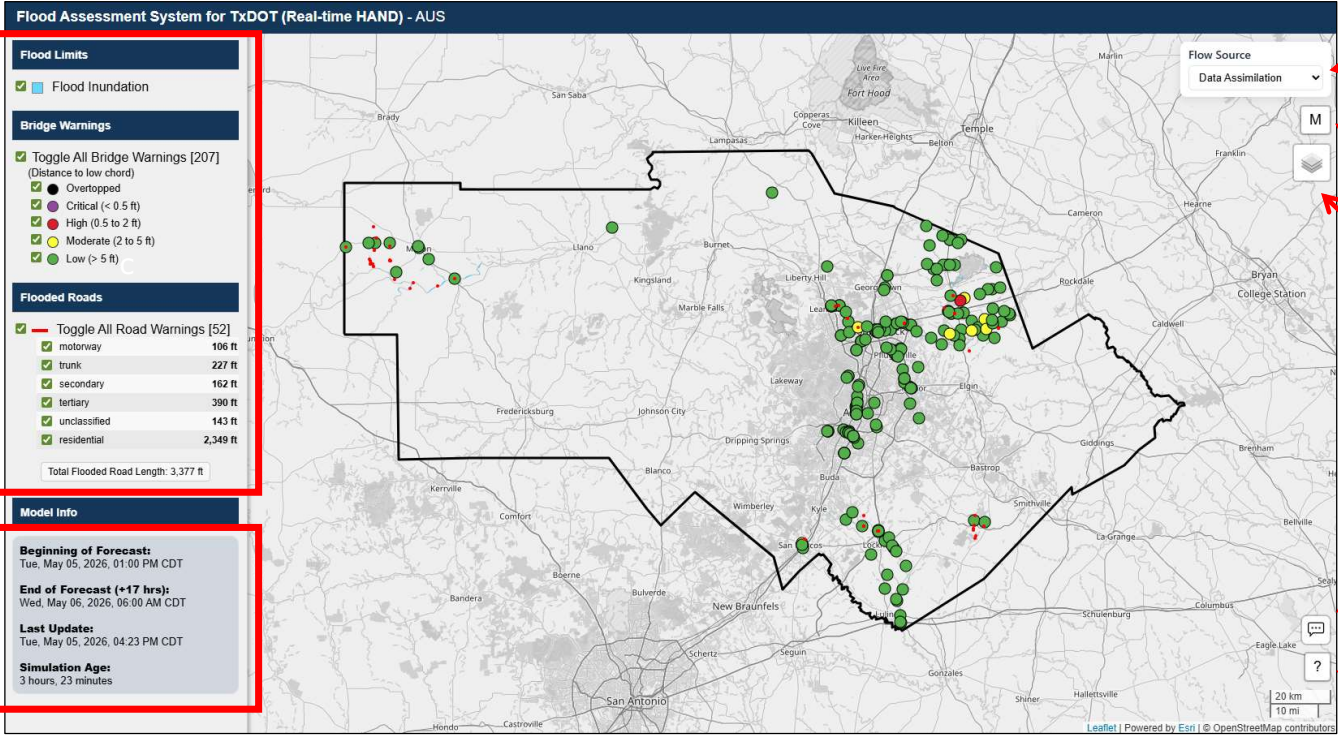 Flood Assessment System for TxDOT (Real-time HAND) - AUS
Flood Limits
Flood Inundation
Bridge Warnings
Toggle All Bridge Warnings [207]
(Distance to low chord)
Overtopped
Critical (< 0.5 ft)
High (0.5 to 2 ft)
Moderate (2 to 5 ft)
Low (> 5 ft)
C
Flooded Roads
Toggle All Road Warnings [52]
motorway 106 ft
trunk 227 ft
secondary 162 ft
tertiary 390 ft
unclassified 143 ft
residential 2,349 ft
Total Flooded Road Length: 3,377 ft
Model Info
Beginning of Forecast:
Tue, May 05, 2026, 01:00 PM CDT
End of Forecast (+17 hrs):
Wed, May 06, 2026, 06:00 AM CDT
Last Update:
Tue, May 05, 2026, 04:23 PM CDT
Simulation Age:
3 hours, 23 minutes
Flow Source
Data Assimilation
M
Marlin
Live Fire
Area
Fort Hood
San Saba
Brady
Copperas
Cove
Killeen
Harker Heights
Temple
Belton
Lampasas
Franklin
Hearne
Cameron
Llano
Burnet
Kingsland
Liberty Hill
Marble Falls
Rockdale
Bryan
College Station
Caldwell
Lakeway
Elgin
Fredericksburg
Johnson City
Dripping Springs
Giddings
Brenham
Bastrop
Blanco
Buda
Kerrville
Wimberley
Kyle
Smithville
Comfort
Bellville
La Grange
Boerne
Bandera
Bulverde
New Braunfels
Columbus
Schulenburg
Eagle Lake
Schertz
Seguin
Gonzales
Shiner
Hallettsville
San Antonio
Hondo
Castroville
?
20 km
10 mi
Leaflet | Powered by Esri | © OpenStreetMap contributors